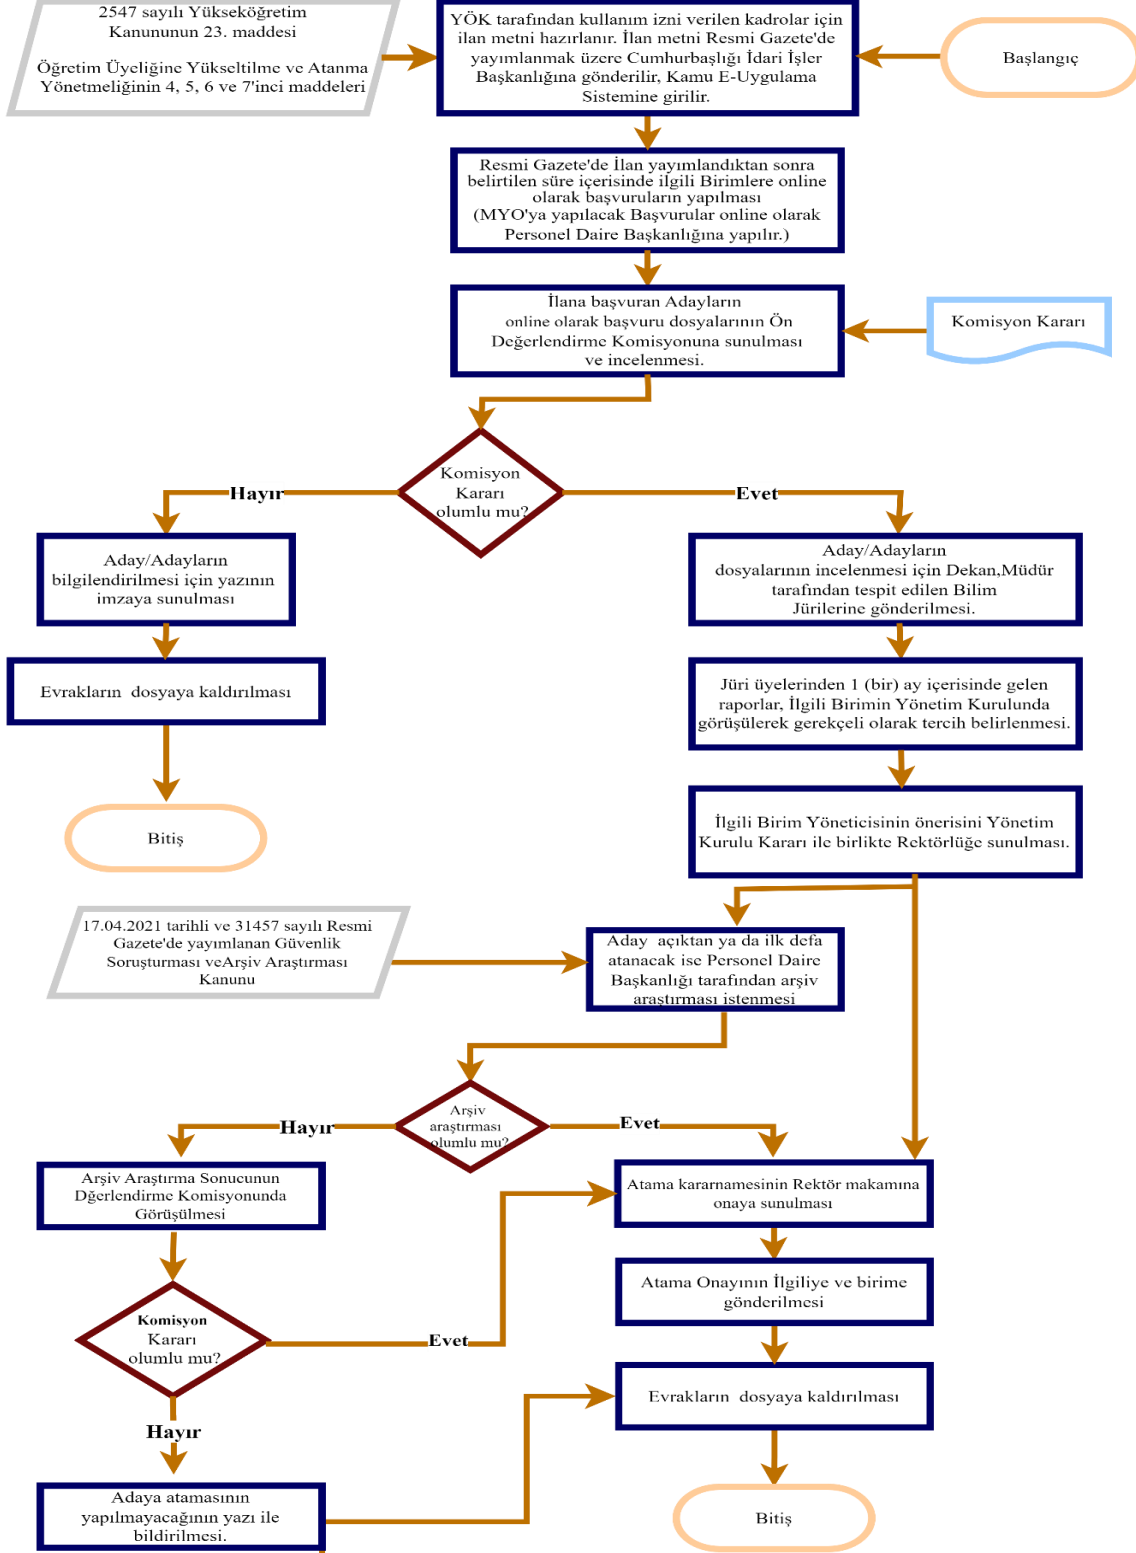 2547 sayılı Yükseköğretim
Kanununun 23. maddesi
Öğretim Üyeliğine Yükseltilme ve Atanma
Yönetmeliğinin 4, 5, 6 ve 7'inci maddeleri
YÖK tarafından kullanım izni verilen kadrolar için
ilan metni hazırlanır. İlan metni Resmi Gazete'de
yayımlanmak üzere Cumhurbaşlığı İdari İşler
Başkanlığına gönderilir, Kamu E-Uygulama
Sistemine girilir.
Başlangıç
Resmi Gazete'de İlan yayımlandıktan sonra
belirtilen süre içerisinde ilgili Birimlere online
olarak başvuruların yapılması
(MYO'ya yapılacak Başvurular online olarak
Personel Daire Başkanlığına yapılır.)
İlana başvuran Adayların
online olarak başvuru dosyalarının Ön
Değerlendirme Komisyonuna sunulması
ve incelenmesi.
Komisyon Kararı
Komisyon
Kararı
olumlu mu?
Hayır
Evet
Aday/Adayların
bilgilendirilmesi için yazının
imzaya sunulması
Aday/Adayların
dosyalarının incelenmesi için Dekan,Müdür
tarafından tespit edilen Bilim
Jürilerine gönderilmesi.
Evrakların dosyaya kaldırılması
Jüri üyelerinden 1 (bir) ay içerisinde gelen
raporlar, İlgili Birimin Yönetim Kurulunda
görüşülerek gerekçeli olarak tercih belirlenmesi.
Bitiş
İlgili Birim Yöneticisinin önerisini Yönetim
Kurulu Kararı ile birlikte Rektörlüğe sunulması.
17.04.2021 tarihli ve 31457 sayılı Resmi
Gazete'de yayımlanan Güvenlik
Soruşturması veArşiv Araştırması
Kanunu
Aday açıktan ya da ilk defa
atanacak ise Personel Daire
Başkanlığı tarafından arşiv
araştırması istenmesi
Arşiv
araştırması
olumlu mu?
Hayır
Evet
Arşiv Araştırma Sonucunun
Dğerlendirme Komisyonunda
Görüşülmesi
Atama kararnamesinin Rektör makamına
onaya sunulması
Komisyon
Kararı
olumlu mu?
Evet
Atama Onayının İlgiliye ve birime
gönderilmesi
Hayır
Evrakların dosyaya kaldırılması
Adaya atamasının
yapılmayacağının yazı ile
bildirilmesi.
Bitiş